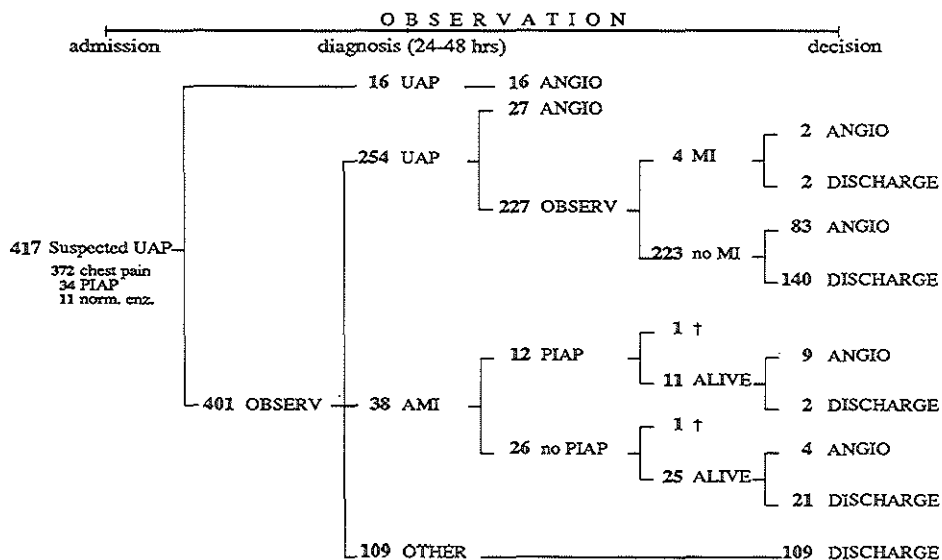 O B S E R V A T I O N
admission diagnosis (24-48 hrs) decision
16 UAP 16 ANGIO
27 ANGIO
2 ANGIO
254 UAP 4 MI
2 DISCHARGE
227 OBSERV
83 ANGIO
417 Suspected UAP 223 no MI
372 chest pain
34 PIAP 140 DISCHARGE
11 norm. enz.
1 †
12 PIAP 9 ANGIO
11 ALIVE
401 OBSERV 38 AMI 2 DISCHARGE
1 †
26 no PIAP 4 ANGIO
25 ALIVE
21 DISCHARGE
109 OTHER 109 DISCHARGE